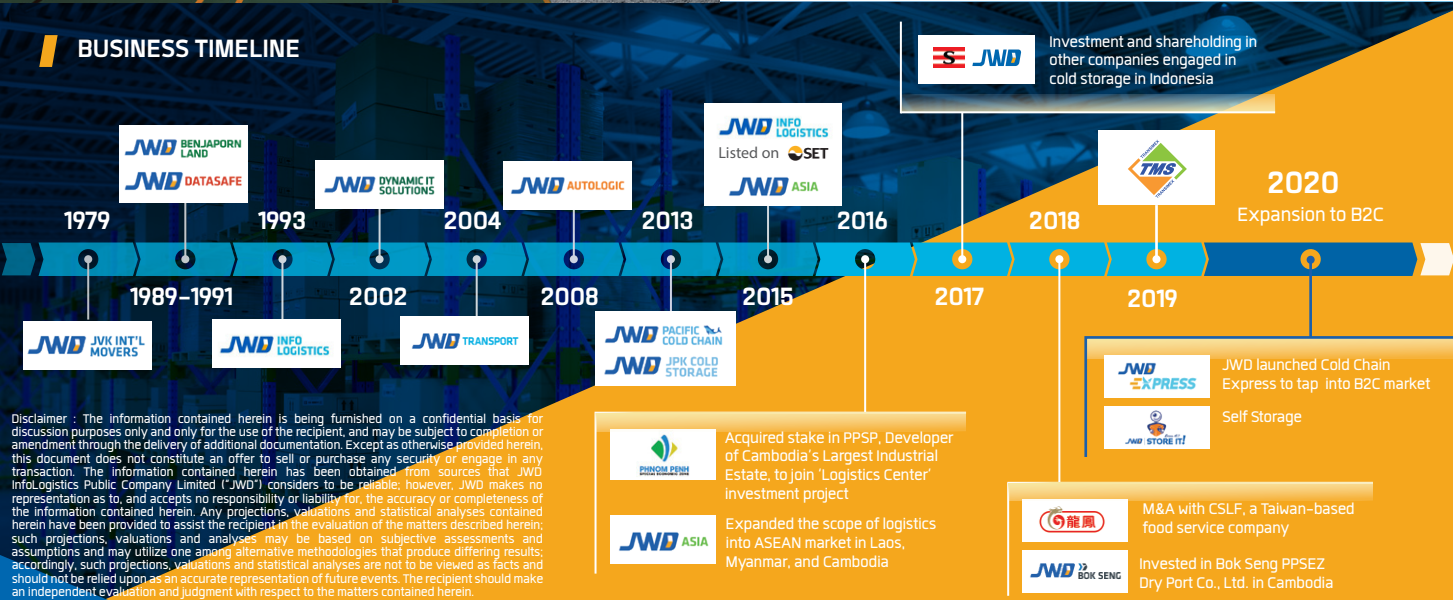 BUSINESS TIMELINE
S JWD
Investment and shareholding in
other companies engaged in
cold storage in Indonesia
JWD BENJAPORN
LAND
JWD DATASAFE
JWD DYNAMIC IT
SOLUTIONS
JWD AUTOLOGIC
JWD INFO
LOGISTICS
Listed on SET
JWD ASIA
TRANSIMEX
TMS
TRANSIMEX
2020
Expansion to B2C
1979
1993
2004
2013
2016
2018
1989-1991
2002
2008
2015
2017
2019
JWD JVK INT'L
MOVERS
JWD INFO
LOGISTICS
JWD TRANSPORT
JWD PACIFIC
COLD CHAIN
JWD JPK COLD
STORAGE
JWD
EXPRESS
JWD launched Cold Chain
Express to tap into B2C market
JWD STORE IT!
Self Storage
PHNOM PENH
SPECIAL ECONOMIC ZONE
Acquired stake in PPSP, Developer
of Cambodia's Largest Industrial
Estate, to join 'Logistics Center'
investment project
JWD ASIA
Expanded the scope of logistics
into ASEAN market in Laos,
Myanmar, and Cambodia
龍鳳
M&A with CSLF, a Taiwan-based
food service company
JWD BOK SENG
Invested in Bok Seng PPSEZ
Dry Port Co., Ltd. in Cambodia
Disclaimer : The information contained herein is being furnished on a confidential basis for
discussion purposes only and only for the use of the recipient, and may be subject to completion or
amendment through the delivery of additional documentation. Except as otherwise provided herein,
this document does not constitute an offer to sell or purchase any security or engage in any
transaction. The information contained herein has been obtained from sources that JWD
InfoLogistics Public Company Limited ("JWD") considers to be reliable; however, JWD makes no
representation as to, and accepts no responsibility or liability for, the accuracy or completeness of
the information contained herein. Any projections, valuations and statistical analyses contained
herein have been provided to assist the recipient in the evaluation of the matters described herein;
such projections, valuations and analyses may be based on subjective assessments and
assumptions and may utilize one among alternative methodologies that produce differing results;
accordingly, such projections, valuations and statistical analyses are not to be viewed as facts and
should not be relied upon as an accurate representation of future events. The recipient should make
an independent evaluation and judgment with respect to the matters contained herein.